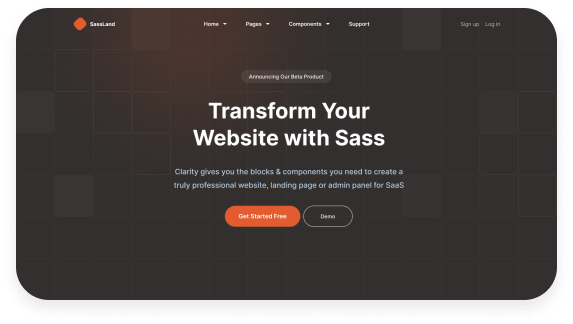 SassLand Home Pages Components Support Sign up Log in
Announcing Our Beta Product
Transform Your
Website with Sass
Clarity gives you the blocks & components you need to create a
truly professional website, landing page or admin panel for SaaS
Get Started Free Demo